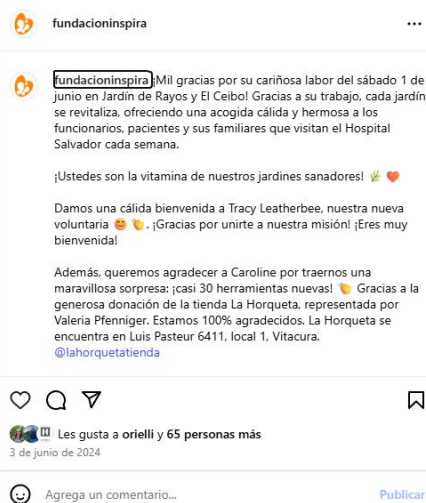 fundacioninspira
fundacioninspira ¡Mil gracias por su cariñosa labor del sábado 1 de
junio en Jardín de Rayos y El Ceibo! Gracias a su trabajo, cada jardín
se revitaliza, ofreciendo una acogida cálida y hermosa a los
funcionarios, pacientes y sus familiares que visitan el Hospital
Salvador cada semana.
¡Ustedes son la vitamina de nuestros jardines sanadores! 🌿 ❤️
Damos una cálida bienvenida a Tracy Leatherbee, nuestra nueva
voluntaria 😊 👏. ¡Gracias por unirte a nuestra misión! ¡Eres muy
bienvenida!
Además, queremos agradecer a Caroline por traernos una
maravillosa sorpresa: ¡casi 30 herramientas nuevas! 👏 Gracias a la
generosa donación de la tienda La Horqueta, representada por
Valeria Pfenniger. Estamos 100% agradecidos. La Horqueta se
encuentra en Luis Pasteur 6411, local 1, Vitacura.
@lahorquetatienda
Les gusta a orielli y 65 personas más
3 de junio de 2024
Agrega un comentario...
Publicar